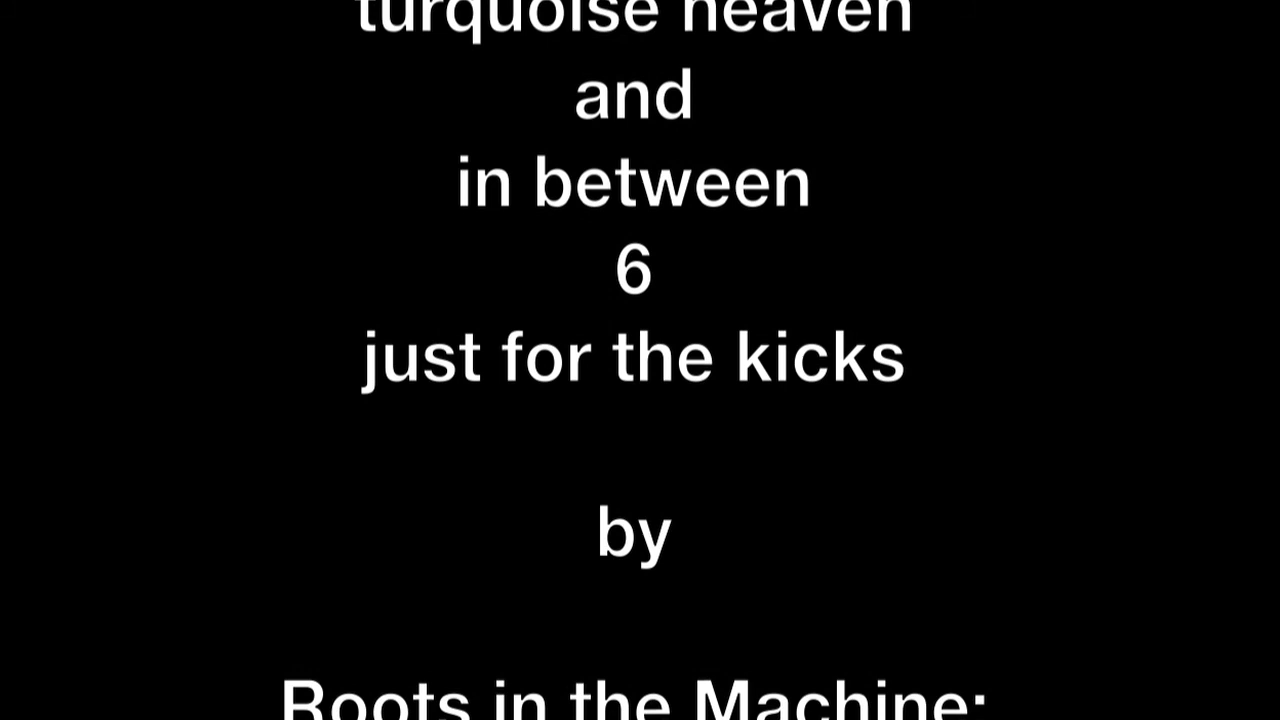 turquoise heaven
and
in between
6
just for the kicks
by
Roots in the Machine: